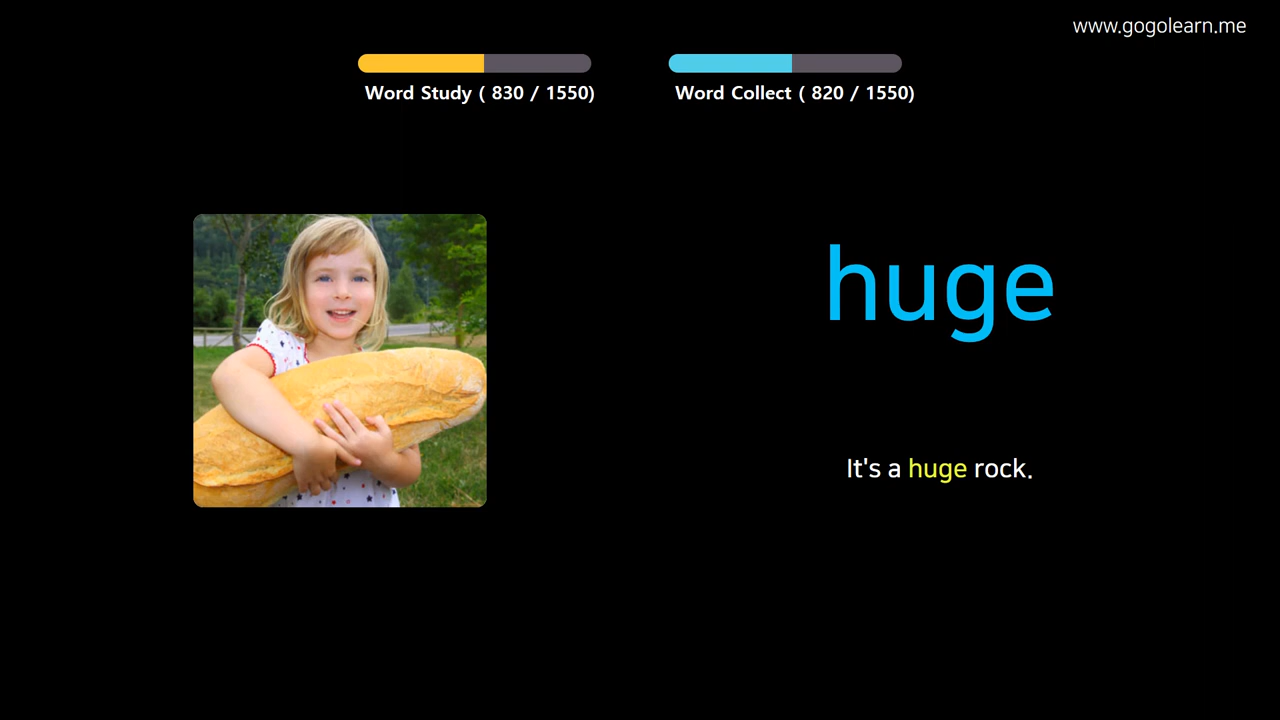 www.gogolearn.me
Word Study ( 830 / 1550)
Word Collect ( 820 / 1550)
huge
It's a huge rock.